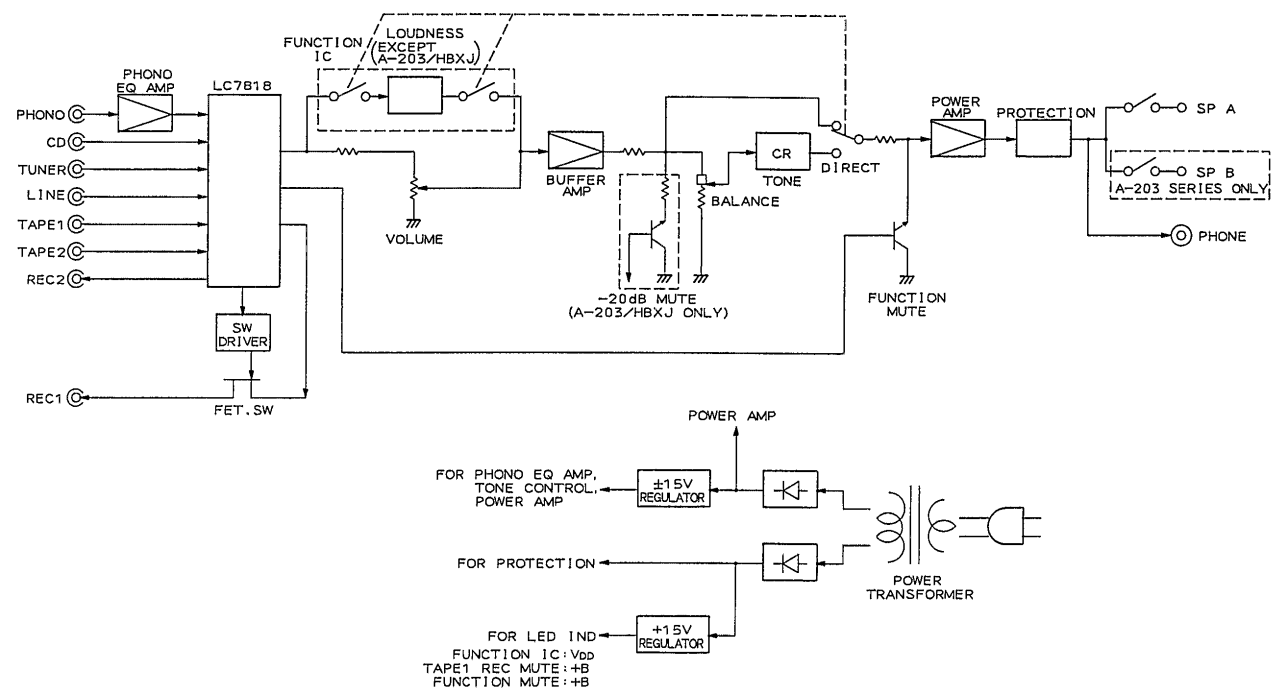 FUNCTION
IC
LOUDNESS
(EXCEPT
A-203/HBXJ)
PHONO
EQ AMP
LC7818
PHONO
CD
TUNER
LINE
TAPE1
TAPE2
REC2
REC1
SW
DRIVER
FET.SW
VOLUME
BUFFER
AMP
-20dB MUTE
(A-203/HBXJ ONLY)
BALANCE
CR
TONE
DIRECT
FUNCTION
MUTE
POWER
AMP
PROTECTION
SP A
SP B
A-203 SERIES ONLY
PHONE
POWER AMP
FOR PHONO EQ AMP,
TONE CONTROL,
POWER AMP
±15V
REGULATOR
FOR PROTECTION
POWER
TRANSFORMER
+15V
REGULATOR
FOR LED IND
FUNCTION IC:VDD
TAPE1 REC MUTE:+B
FUNCTION MUTE:+B